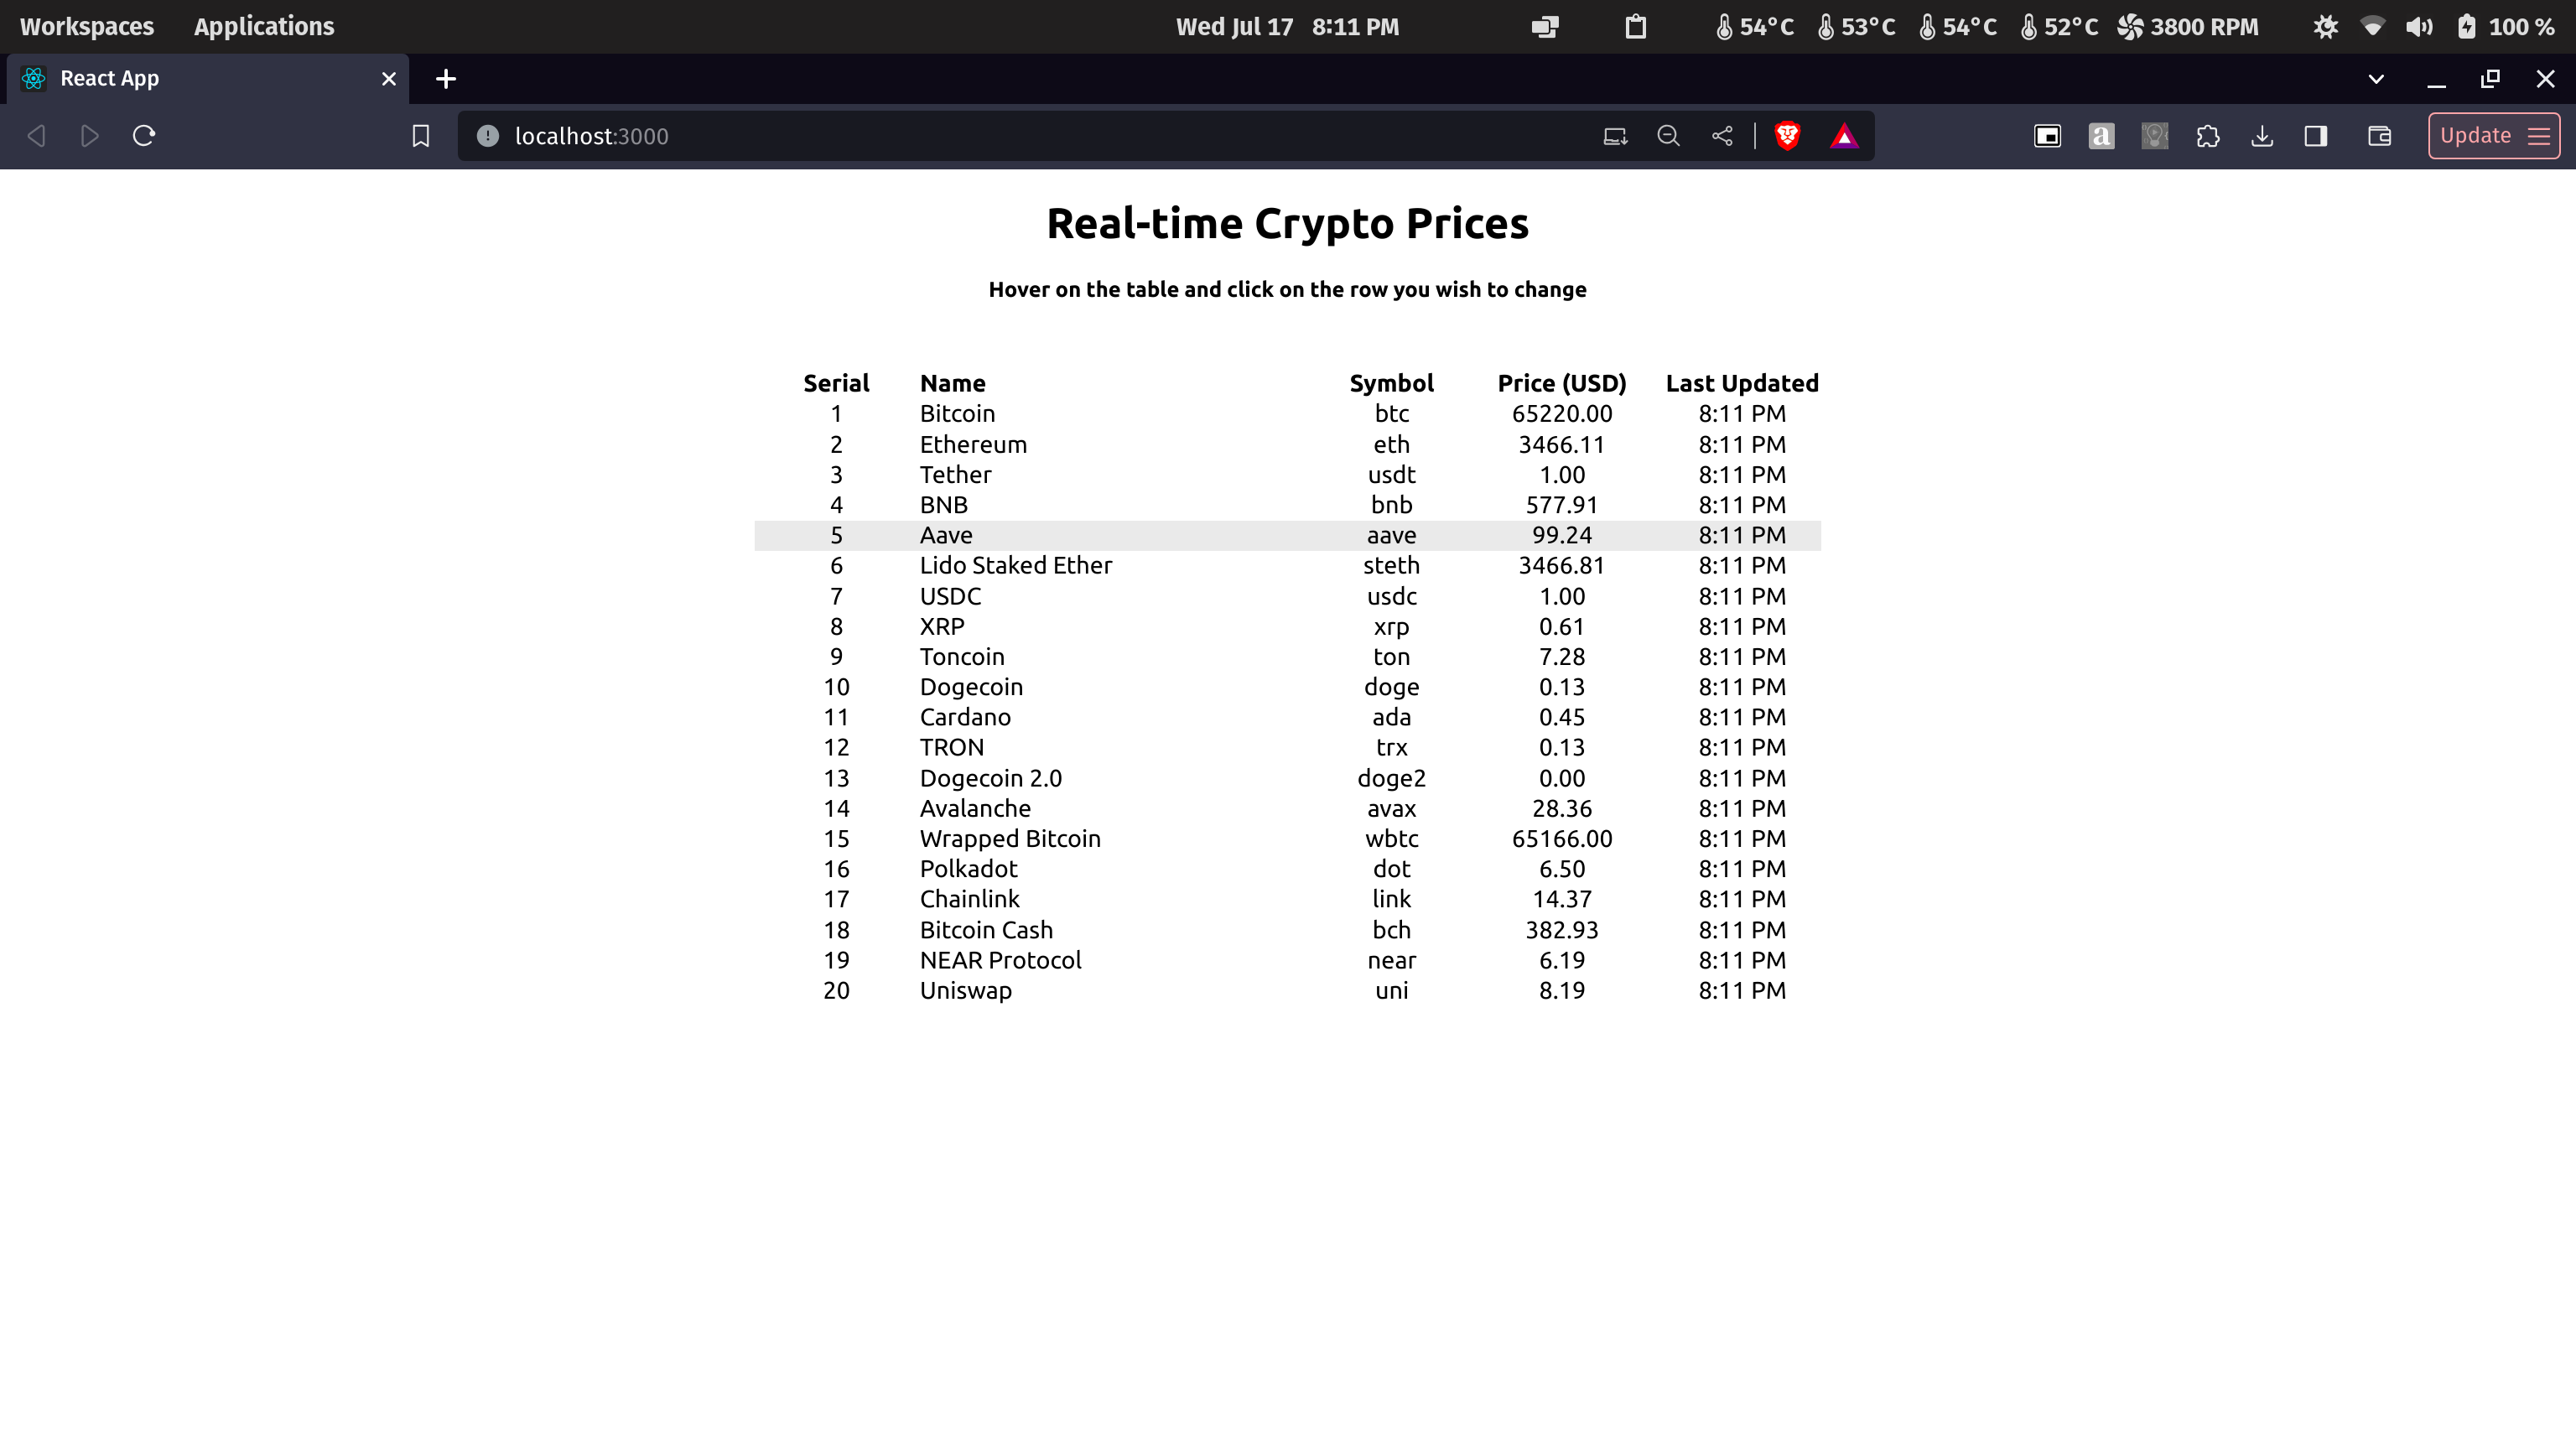 Workspaces Applications Wed Jul 17 8:11 PM 54°C 53°C 54°C 52°C 3800 RPM 100 %
React App
localhost:3000 a Update
Real-time Crypto Prices
Hover on the table and click on the row you wish to change
Serial Name Symbol Price (USD) Last Updated
1 Bitcoin btc 65220.00 8:11 PM
2 Ethereum eth 3466.11 8:11 PM
3 Tether usdt 1.00 8:11 PM
4 BNB bnb 577.91 8:11 PM
5 Aave aave 99.24 8:11 PM
6 Lido Staked Ether steth 3466.81 8:11 PM
7 USDC usdc 1.00 8:11 PM
8 XRP xrp 0.61 8:11 PM
9 Toncoin ton 7.28 8:11 PM
10 Dogecoin doge 0.13 8:11 PM
11 Cardano ada 0.45 8:11 PM
12 TRON trx 0.13 8:11 PM
13 Dogecoin 2.0 doge2 0.00 8:11 PM
14 Avalanche avax 28.36 8:11 PM
15 Wrapped Bitcoin wbtc 65166.00 8:11 PM
16 Polkadot dot 6.50 8:11 PM
17 Chainlink link 14.37 8:11 PM
18 Bitcoin Cash bch 382.93 8:11 PM
19 NEAR Protocol near 6.19 8:11 PM
20 Uniswap uni 8.19 8:11 PM